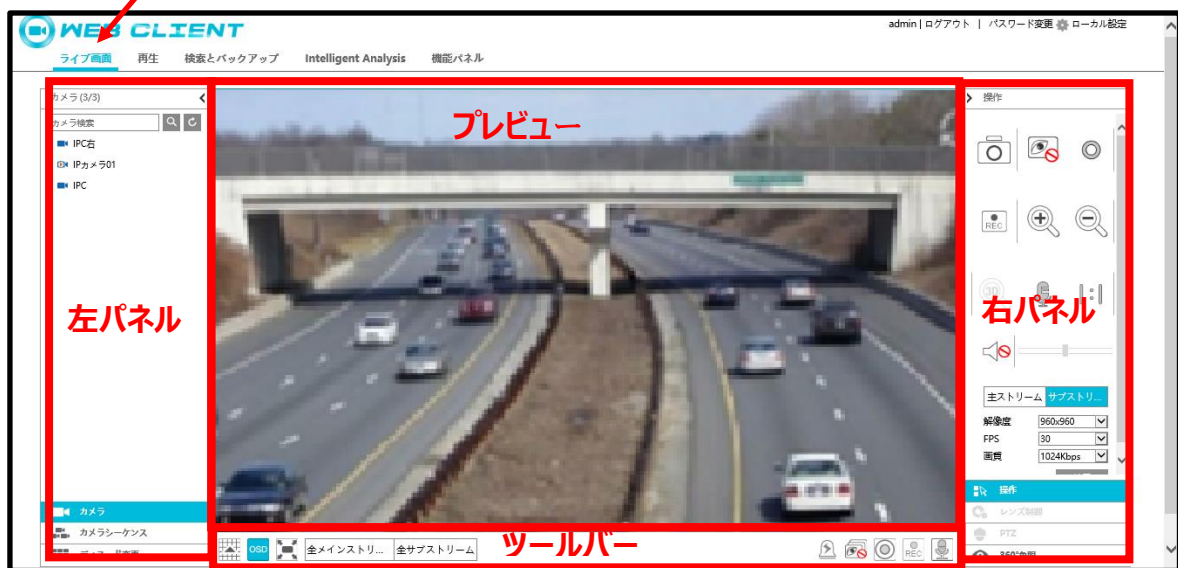 WEB CLIENT
admin | ログアウト | パスワード変更 ローカル設定
ライブ画面 再生 検索とバックアップ Intelligent Analysis 機能パネル
カメラ (3/3)
カメラ検索
IPC右
IPカメラ01
IPC
左パネル
カメラ
カメラシーケンス
プレビュー
OSD 全メインストリ... 全サブストリーム
ツールバー
REC
操作
REC
3D
1:1
右パネル
主ストリーム サブストリ...
解像度 960x960
FPS 30
画質 1024Kbps
操作
レンズ制御
PTZ